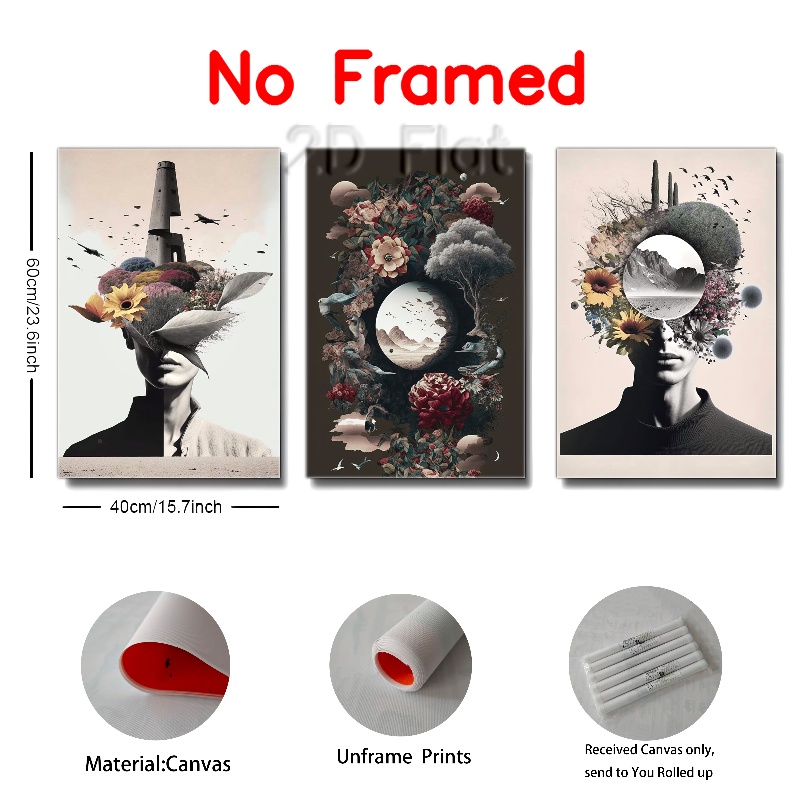 No Framed
2D Flat
60cm/23.6inch
40cm/15.7inch
Material:Canvas
Unframe Prints
Received Canvas only,
send to You Rolled up